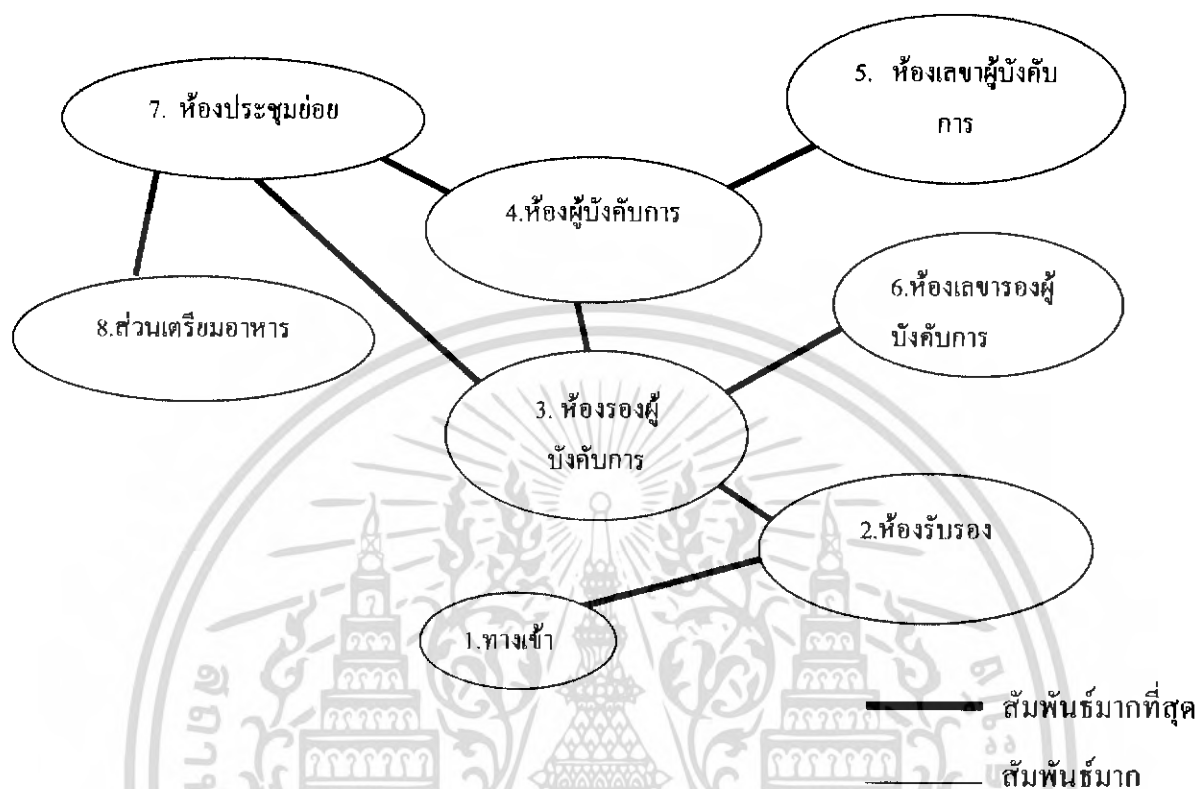 5. ห้องเลขาผู้บังคับ
การ
7. ห้องประชุมย่อย
4.ห้องผู้บังคับการ
6.ห้องเลขารองผู้
บังคับการ
8.ส่วนเตรียมอาหาร
3. ห้องรองผู้
บังคับการ
2.ห้องรับรอง
1.ทางเข้า
สัมพันธ์มากที่สุด
สัมพันธ์มาก